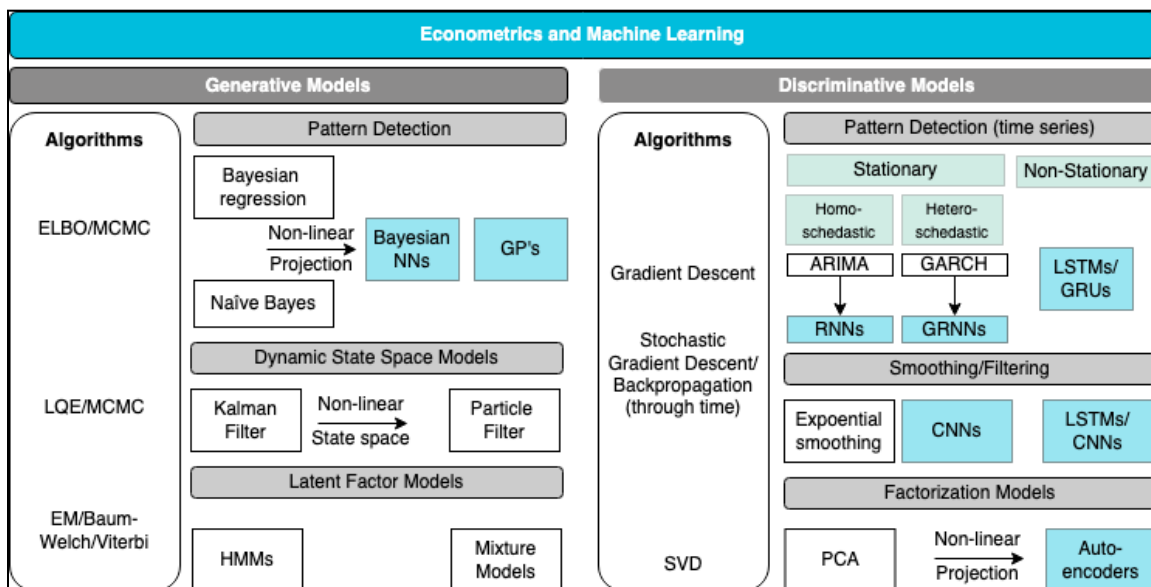 Econometrics and Machine Learning
Generative Models
Algorithms
ELBO/MCMC
LQE/MCMC
EM/Baum-
Welch/Viterbi
Pattern Detection
Bayesian
regression
Non-linear
Projection
Bayesian
NNs
GP's
Naïve Bayes
Dynamic State Space Models
Kalman
Filter
Non-linear
State space
Particle
Filter
Latent Factor Models
HMMs
Mixture
Models
Discriminative Models
Algorithms
Gradient Descent
Stochastic
Gradient Descent/
Backpropagation
(through time)
SVD
Pattern Detection (time series)
Stationary
Non-Stationary
Homo-
schedastic
Hetero-
schedastic
ARIMA
GARCH
LSTMs/
GRUs
RNNs
GRNNs
Smoothing/Filtering
Expoential
smoothing
CNNs
LSTMs/
CNNs
Factorization Models
PCA
Non-linear
Projection
Auto-
encoders